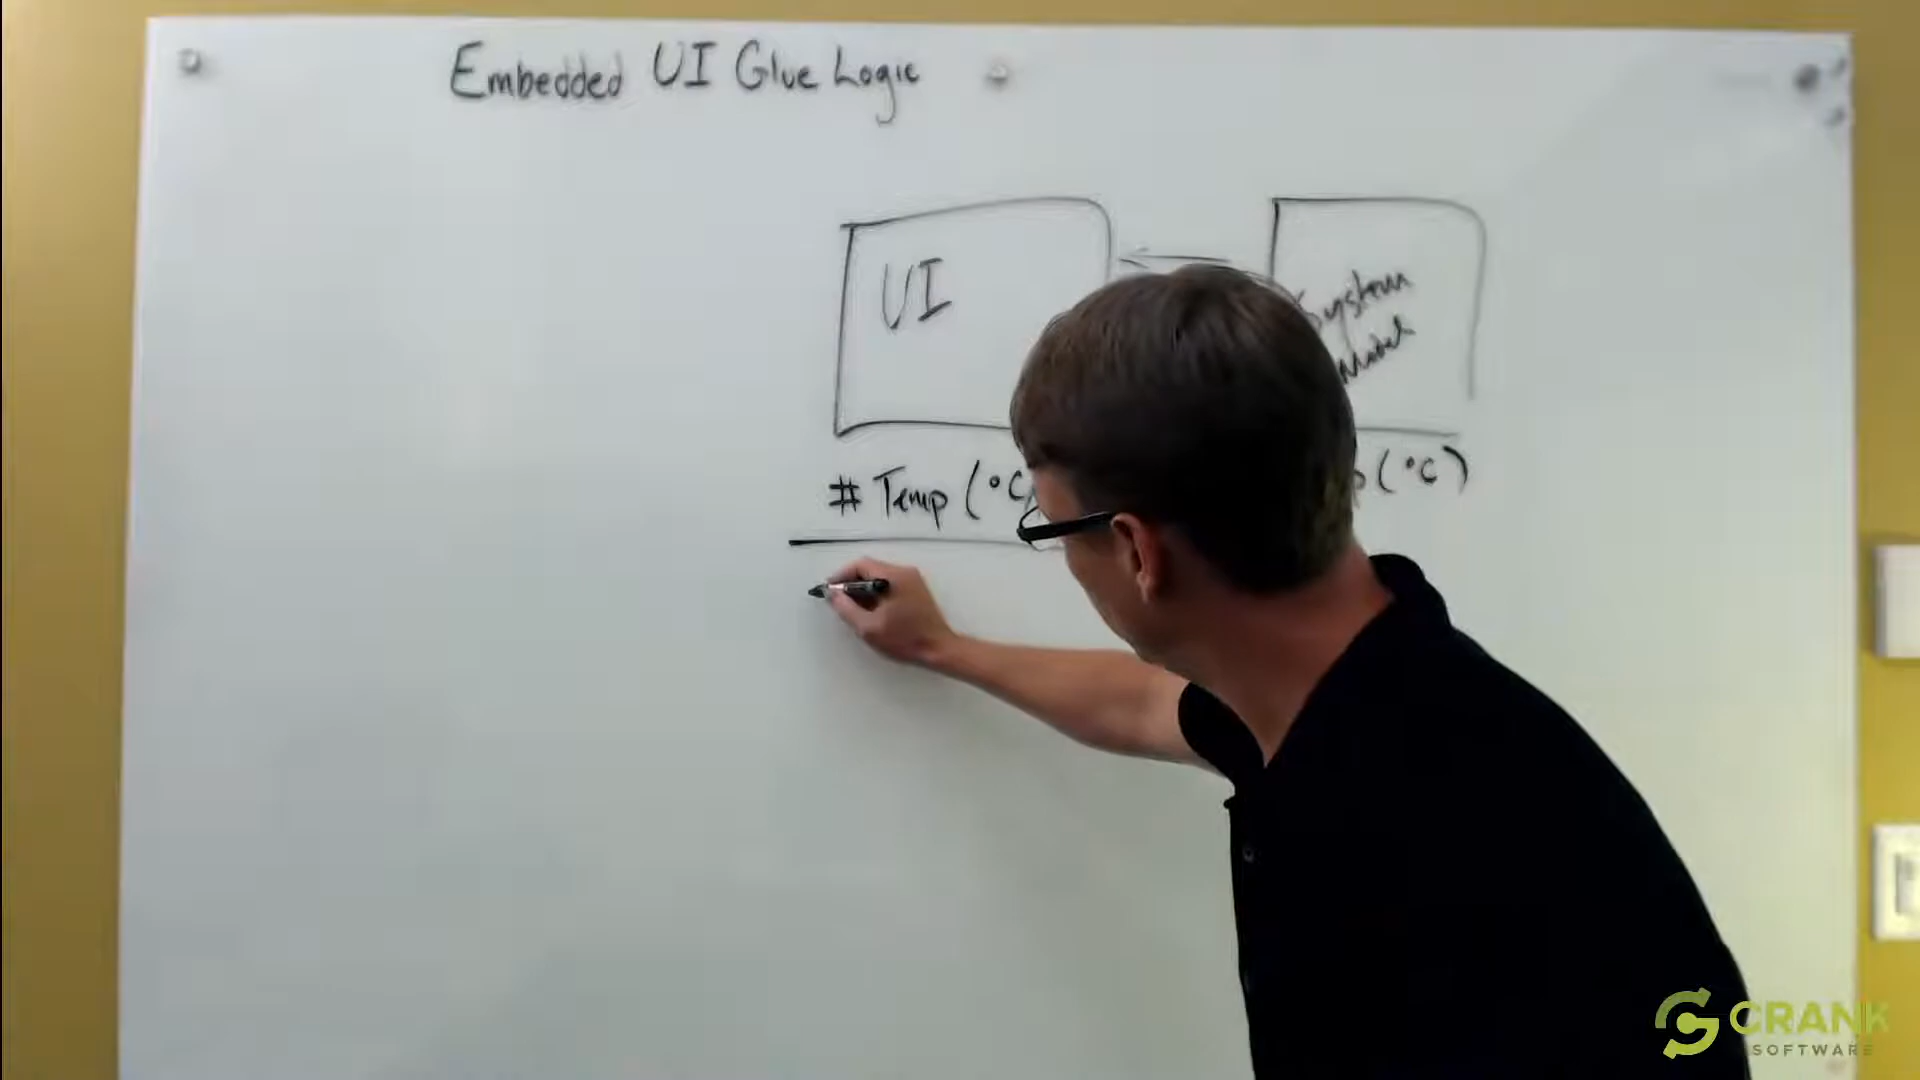 Embedded UI Glue Logic
UI
System
Model
# Temp (°C
(°C)
CRANK
SOFTWARE